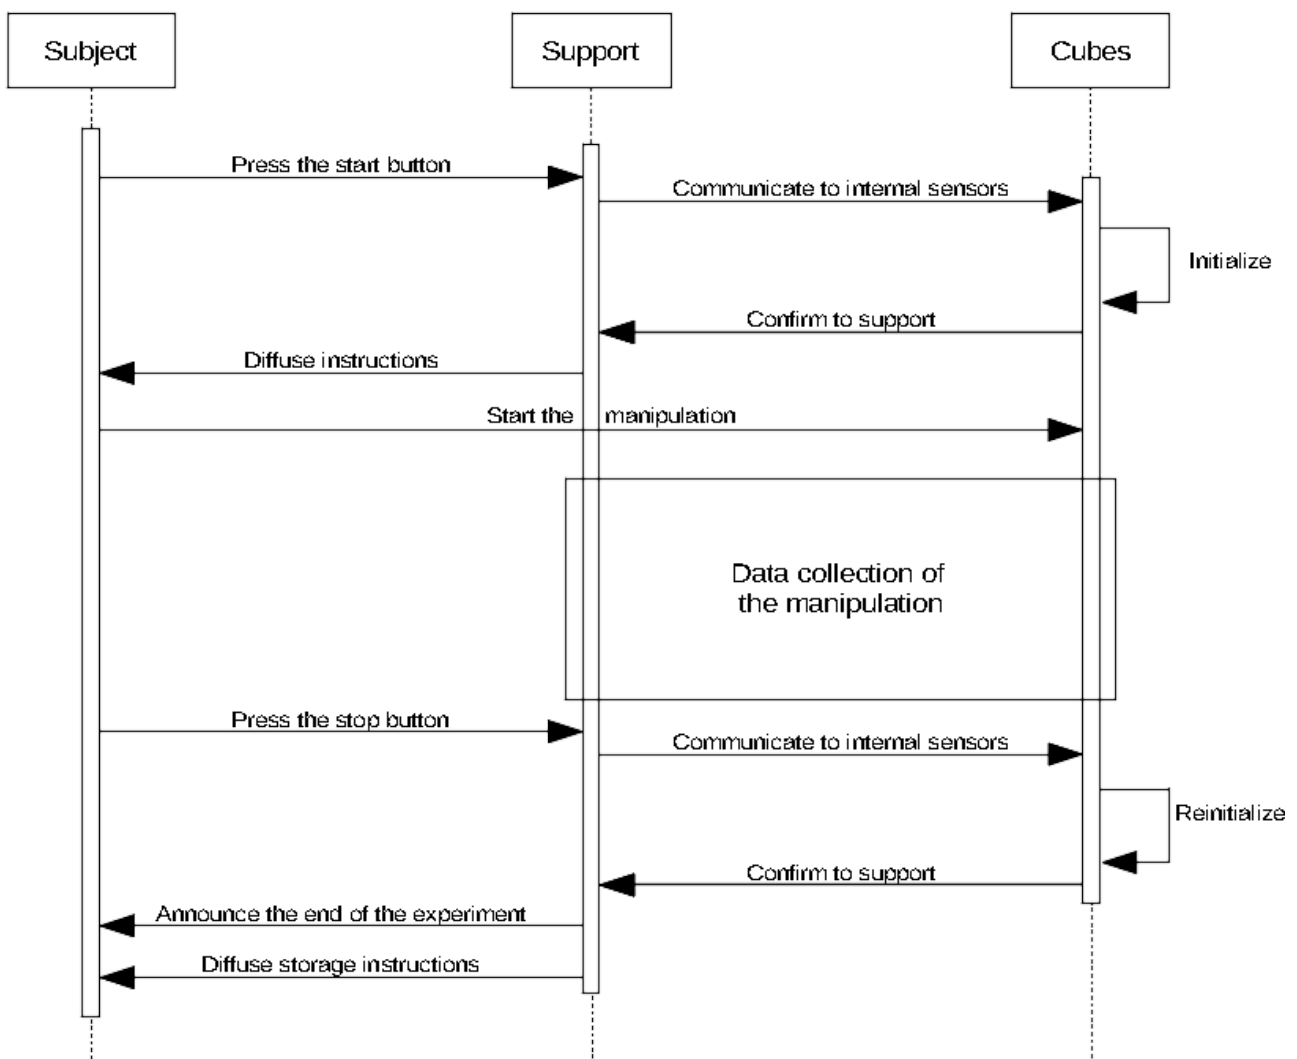 Subject
Support
Cubes
Press the start button
Communicate to internal sensors
Initialize
Confirm to support
Diffuse instructions
Start the manipulation
Data collection of
the manipulation
Press the stop button
Communicate to internal sensors
Reinitialize
Confirm to support
Announce the end of the experiment
Diffuse storage instructions